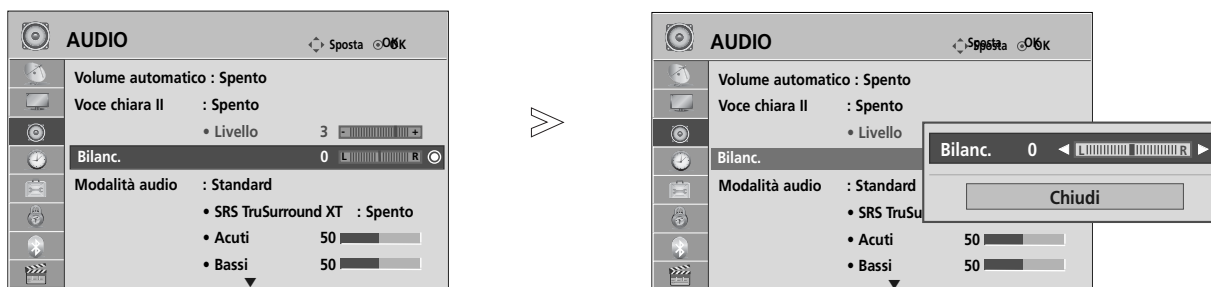 AUDIO
Sposta OK
Volume automatico : Spento
Voce chiara II : Spento
• Livello 3 - +
Bilanc. 0 L R
Modalità audio : Standard
• SRS TruSurround XT : Spento
• Acuti 50
• Bassi 50
AUDIO
Sposta OK
Volume automatico : Spento
Voce chiara II : Spento
• Livello
Bilanc.
Bilanc. 0 L R
Chiudi
Modalità audio : Standard
• SRS TruSu
• Acuti 50
• Bassi 50